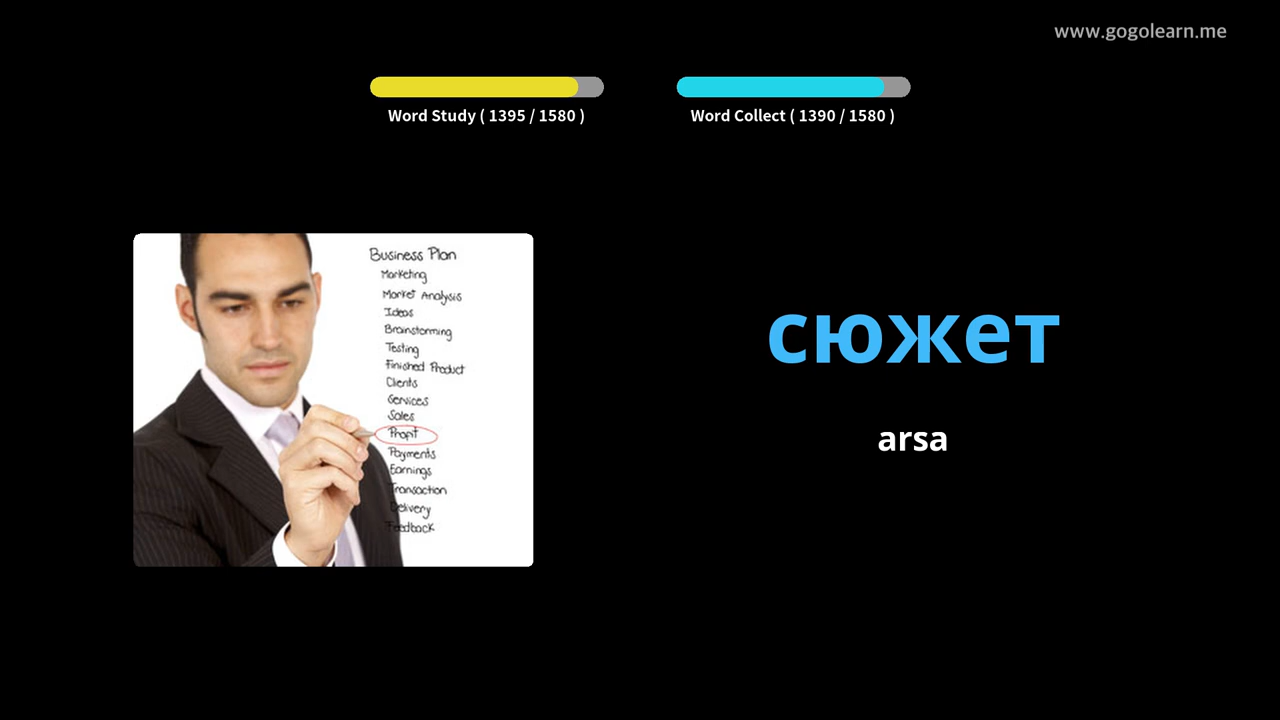 www.gogolearn.me
Word Study ( 1395 / 1580 )
Word Collect ( 1390 / 1580 )
Business Plan
Marketing
Market Analysis
Ideas
Brainstorming
Testing
Finished Product
Clients
Services
Sales
Profit
Payments
Earnings
Transaction
Delivery
Feedback
сюжет
arsa